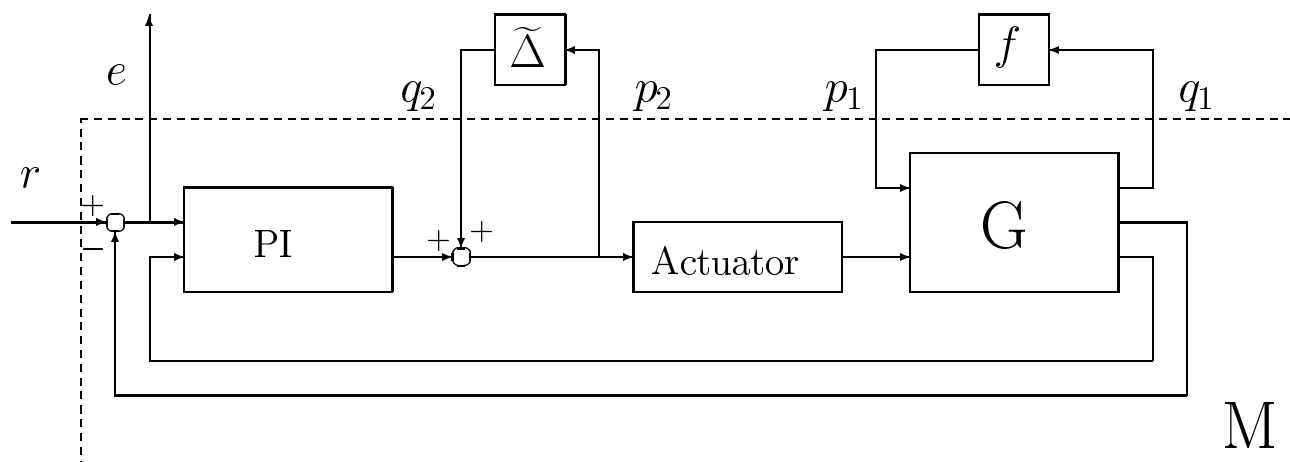 e
q₂
Δ̃
p₂
p₁
f
q₁
r
+
−
PI
+
+
Actuator
G
M